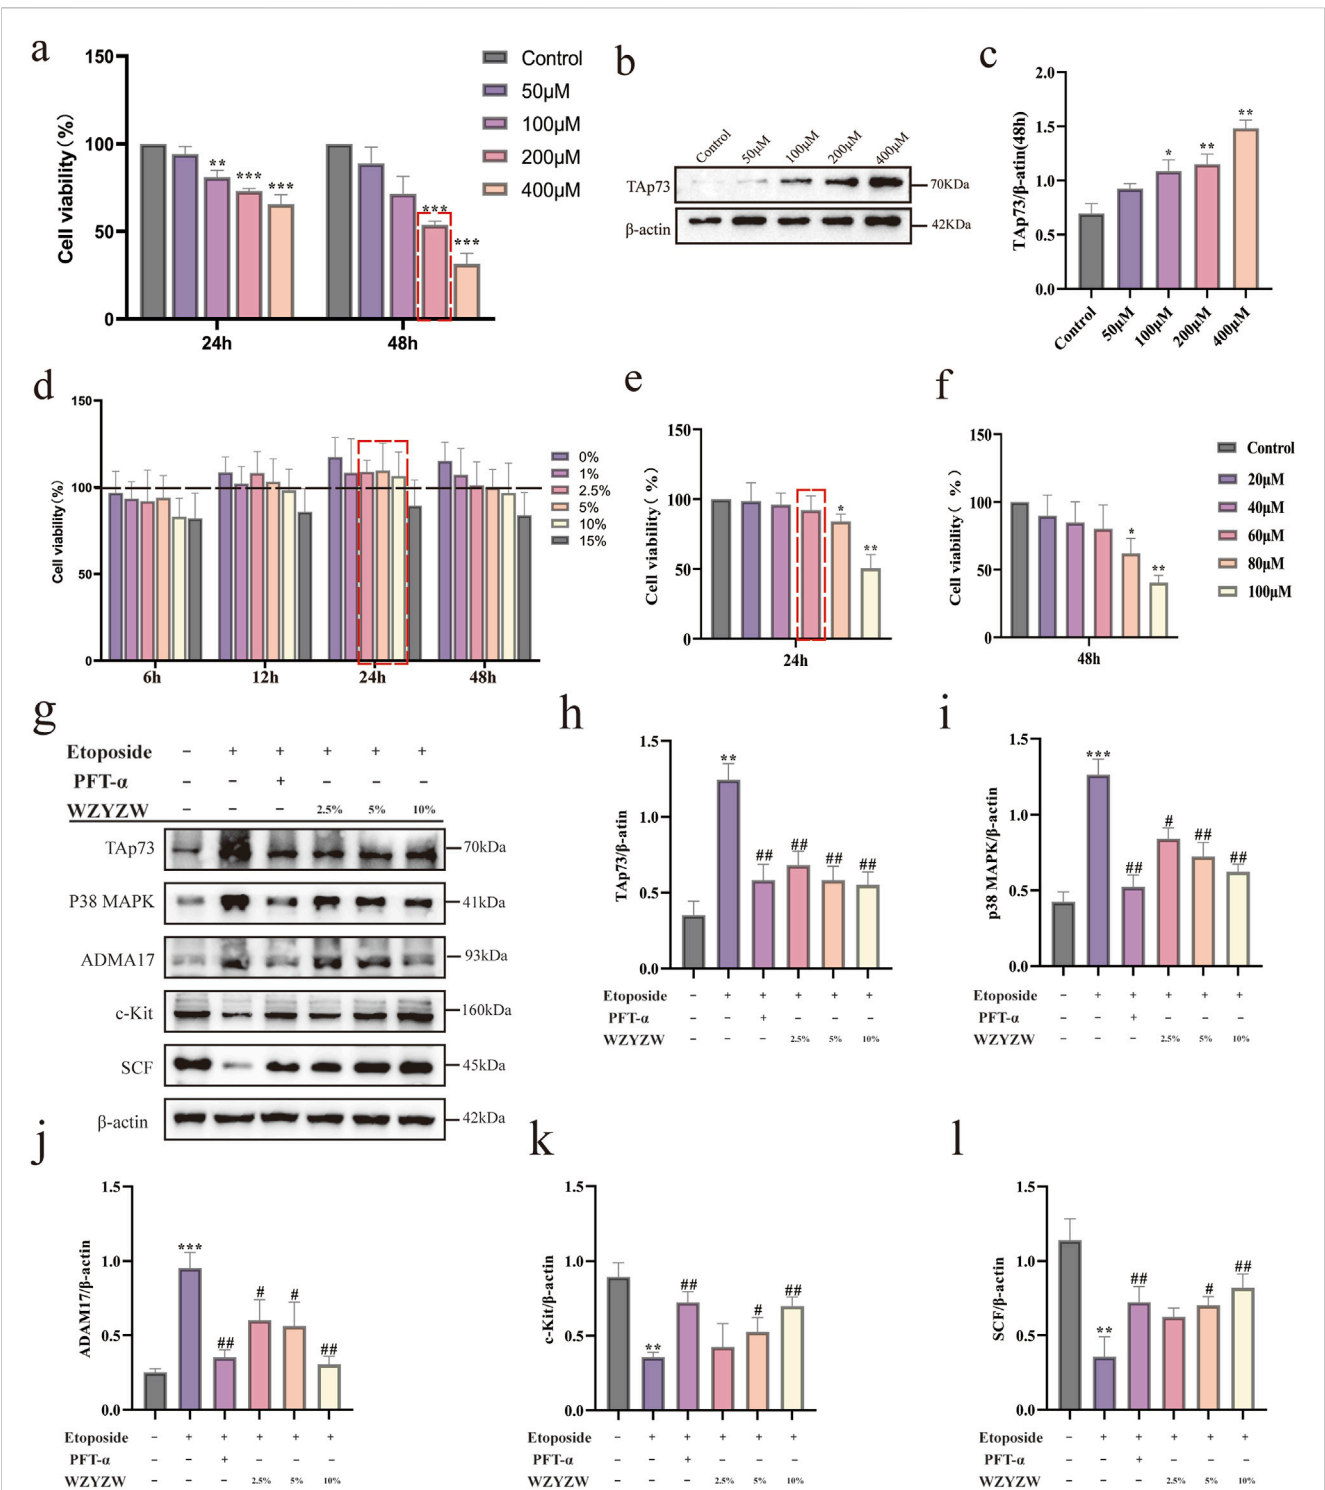 a
150
100
50
0
Cell viability (%)
** *** ***
*** ***
24h 48h
Control
50μM
100μM
200μM
400μM
b
Control 50μM 100μM 200μM 400μM
TAp73 70KDa
β-actin 42KDa
c
2.0
1.5
1.0
0.5
0.0
TAp73/β-atin(48h)
* ** **
Control 50μM 100μM 200μM 400μM
d
150
100
50
0
Cell viability (%)
6h 12h 24h 48h
0%
1%
2.5%
5%
10%
15%
e
150
100
50
0
Cell viability ( %)
* **
24h
f
150
100
50
0
Cell viability ( %)
* **
48h
Control
20μM
40μM
60μM
80μM
100μM
g
Etoposide – + + + + +
PFT-α – – + – – –
WZYZW – – – 2.5% 5% 10%
TAp73 70kDa
P38 MAPK 41kDa
ADMA17 93kDa
c-Kit 160kDa
SCF 45kDa
β-actin 42kDa
h
1.5
1.0
0.5
0.0
TAp73/β-atin
** ## ## ## ##
Etoposide – + + + + +
PFT-α – – + – – –
WZYZW – – – 2.5% 5% 10%
i
1.5
1.0
0.5
0.0
p38 MAPK/β-actin
*** ## # ## ##
Etoposide – + + + + +
PFT-α – – + – – –
WZYZW – – – 2.5% 5% 10%
j
1.5
1.0
0.5
0.0
ADAM17/β-actin
*** ## # # ##
Etoposide – + + + + +
PFT-α – – + – – –
WZYZW – – – 2.5% 5% 10%
k
1.5
1.0
0.5
0.0
c-Kit/β-actin
** ## # ##
Etoposide – + + + + +
PFT-α – – + – – –
WZYZW – – – 2.5% 5% 10%
l
1.5
1.0
0.5
0.0
SCF/β-actin
** ## # ##
Etoposide – + + + + +
PFT-α – – + – – –
WZYZW – – – 2.5% 5% 10%